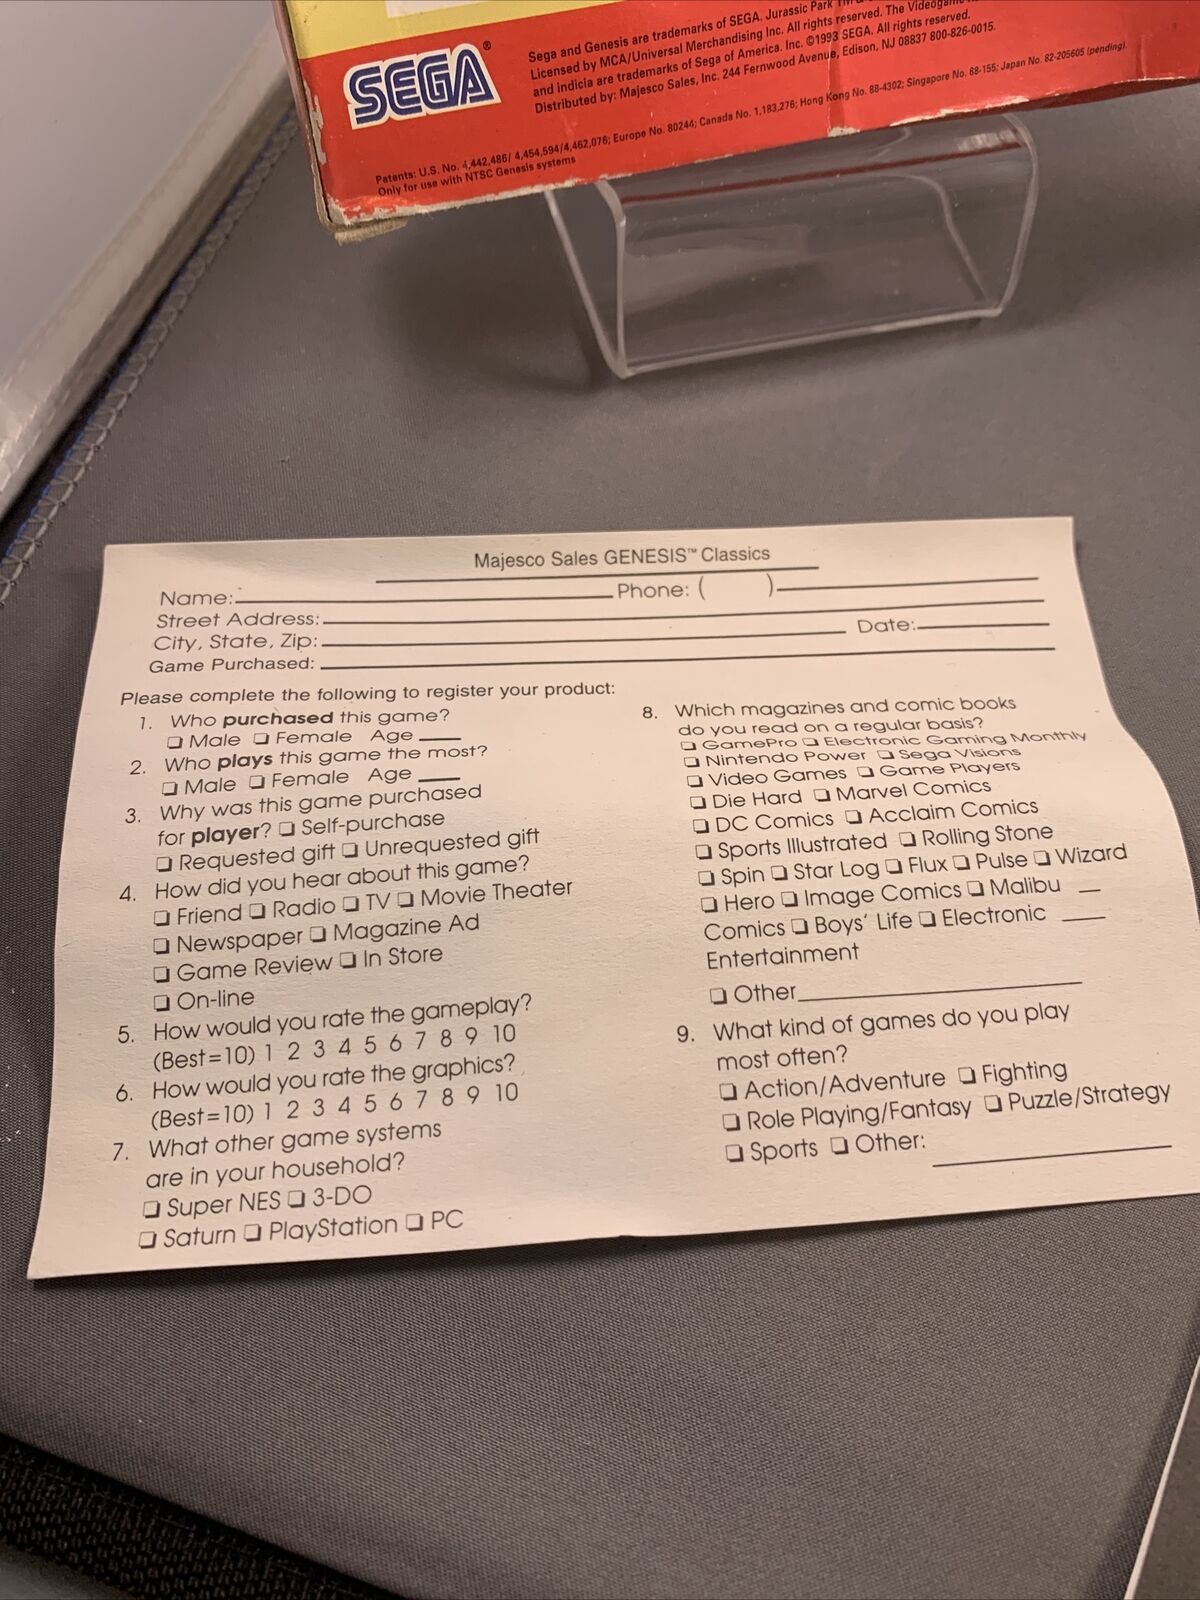 SEGA®
Sega and Genesis are trademarks of SEGA. Jurassic Park TM &
Licensed by MCA/Universal Merchandising Inc. All rights reserved. The Videogame
and indicia are trademarks of Sega of America. Inc. ©1993 SEGA. All rights reserved.
Distributed by: Majesco Sales, Inc. 244 Fernwood Avenue, Edison, NJ 08837 800-826-0015.
Patents: U.S. No. 4,442,486/ 4,454,594/4,462,076; Europe No. 80244; Canada No. 1,183,276; Hong Kong No. 88-4302; Singapore No. 88-155; Japan No. 82-205605 (pending).
Only for use with NTSC Genesis systems
Majesco Sales GENESIS™ Classics
Name: Phone: ( )
Street Address:
City, State, Zip: Date:
Game Purchased:
Please complete the following to register your product:
1. Who purchased this game?
❏ Male ❏ Female Age
2. Who plays this game the most?
❏ Male ❏ Female Age
3. Why was this game purchased
for player? ❏ Self-purchase
❏ Requested gift ❏ Unrequested gift
4. How did you hear about this game?
❏ Friend ❏ Radio ❏ TV ❏ Movie Theater
❏ Newspaper ❏ Magazine Ad
❏ Game Review ❏ In Store
❏ On-line
5. How would you rate the gameplay?
(Best=10) 1 2 3 4 5 6 7 8 9 10
6. How would you rate the graphics?
(Best=10) 1 2 3 4 5 6 7 8 9 10
7. What other game systems
are in your household?
❏ Super NES ❏ 3-DO
❏ Saturn ❏ PlayStation ❏ PC
8. Which magazines and comic books
do you read on a regular basis?
❏ GamePro ❏ Electronic Gaming Monthly
❏ Nintendo Power ❏ Sega Visions
❏ Video Games ❏ Game Players
❏ Die Hard ❏ Marvel Comics
❏ DC Comics ❏ Acclaim Comics
❏ Sports Illustrated ❏ Rolling Stone
❏ Spin ❏ Star Log ❏ Flux ❏ Pulse ❏ Wizard
❏ Hero ❏ Image Comics ❏ Malibu
Comics ❏ Boys' Life ❏ Electronic
Entertainment
❏ Other
9. What kind of games do you play
most often?
❏ Action/Adventure ❏ Fighting
❏ Role Playing/Fantasy ❏ Puzzle/Strategy
❏ Sports ❏ Other: